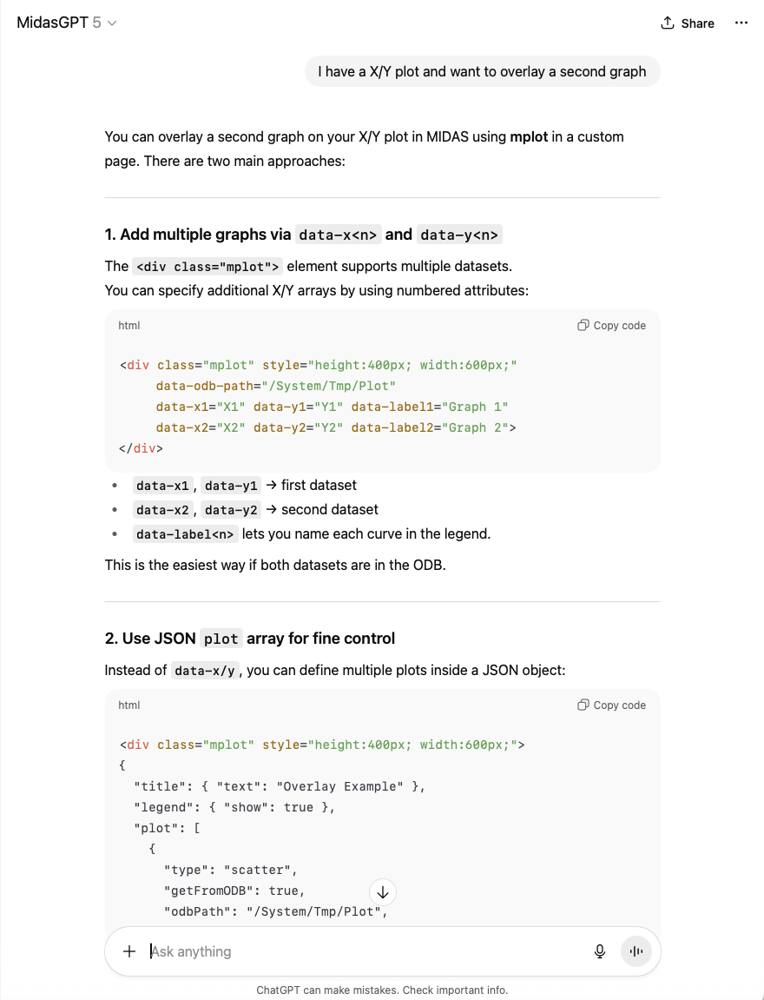 MidasGPT 5
Share
I have a X/Y plot and want to overlay a second graph
You can overlay a second graph on your X/Y plot in MIDAS using mplot in a custom
page. There are two main approaches:
1. Add multiple graphs via data-x<n> and data-y<n>
The <div class="mplot"> element supports multiple datasets.
You can specify additional X/Y arrays by using numbered attributes:
html
Copy code
<div class="mplot" style="height:400px; width:600px;"
data-odb-path="/System/Tmp/Plot"
data-x1="X1" data-y1="Y1" data-label1="Graph 1"
data-x2="X2" data-y2="Y2" data-label2="Graph 2">
</div>
• data-x1, data-y1 → first dataset
• data-x2, data-y2 → second dataset
• data-label<n> lets you name each curve in the legend.
This is the easiest way if both datasets are in the ODB.
2. Use JSON plot array for fine control
Instead of data-x/y, you can define multiple plots inside a JSON object:
html
Copy code
<div class="mplot" style="height:400px; width:600px;">
{
"title": { "text": "Overlay Example" },
"legend": { "show": true },
"plot": [
{
"type": "scatter",
"getFromODB": true,
"odbPath": "/System/Tmp/Plot",
Ask anything
ChatGPT can make mistakes. Check important info.